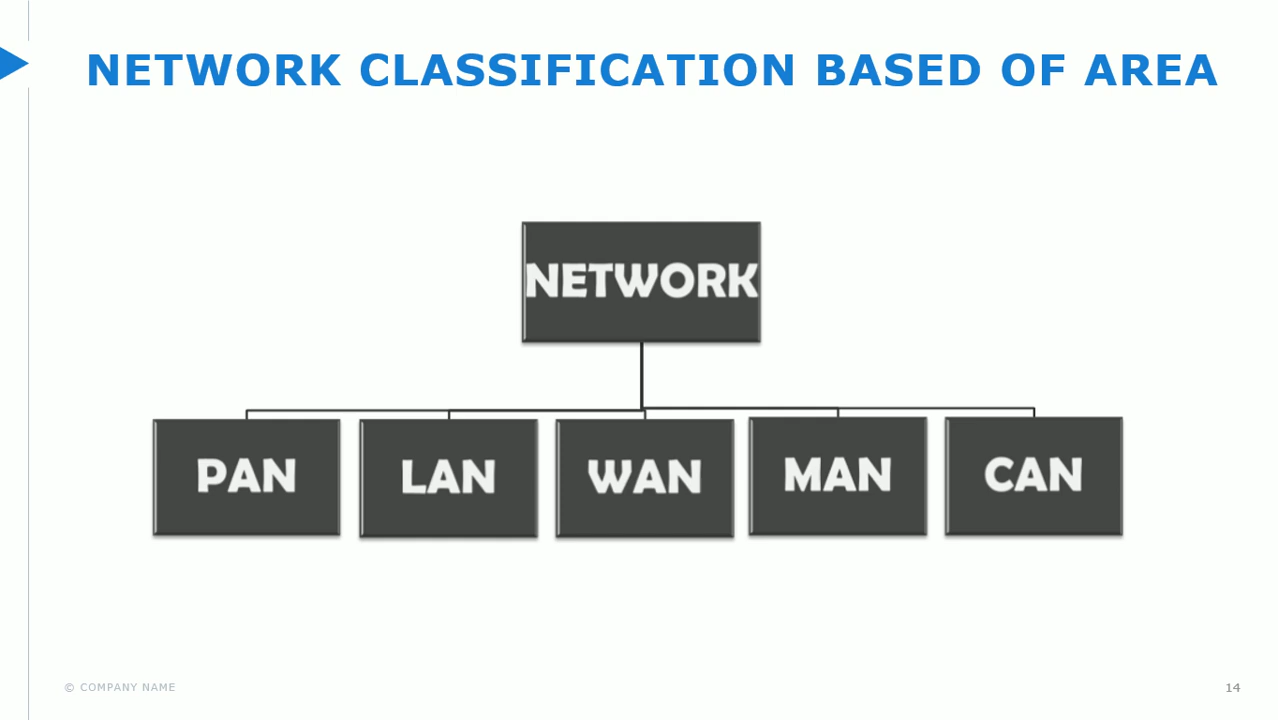 NETWORK CLASSIFICATION BASED OF AREA
NETWORK
PAN
LAN
WAN
MAN
CAN
© COMPANY NAME
14